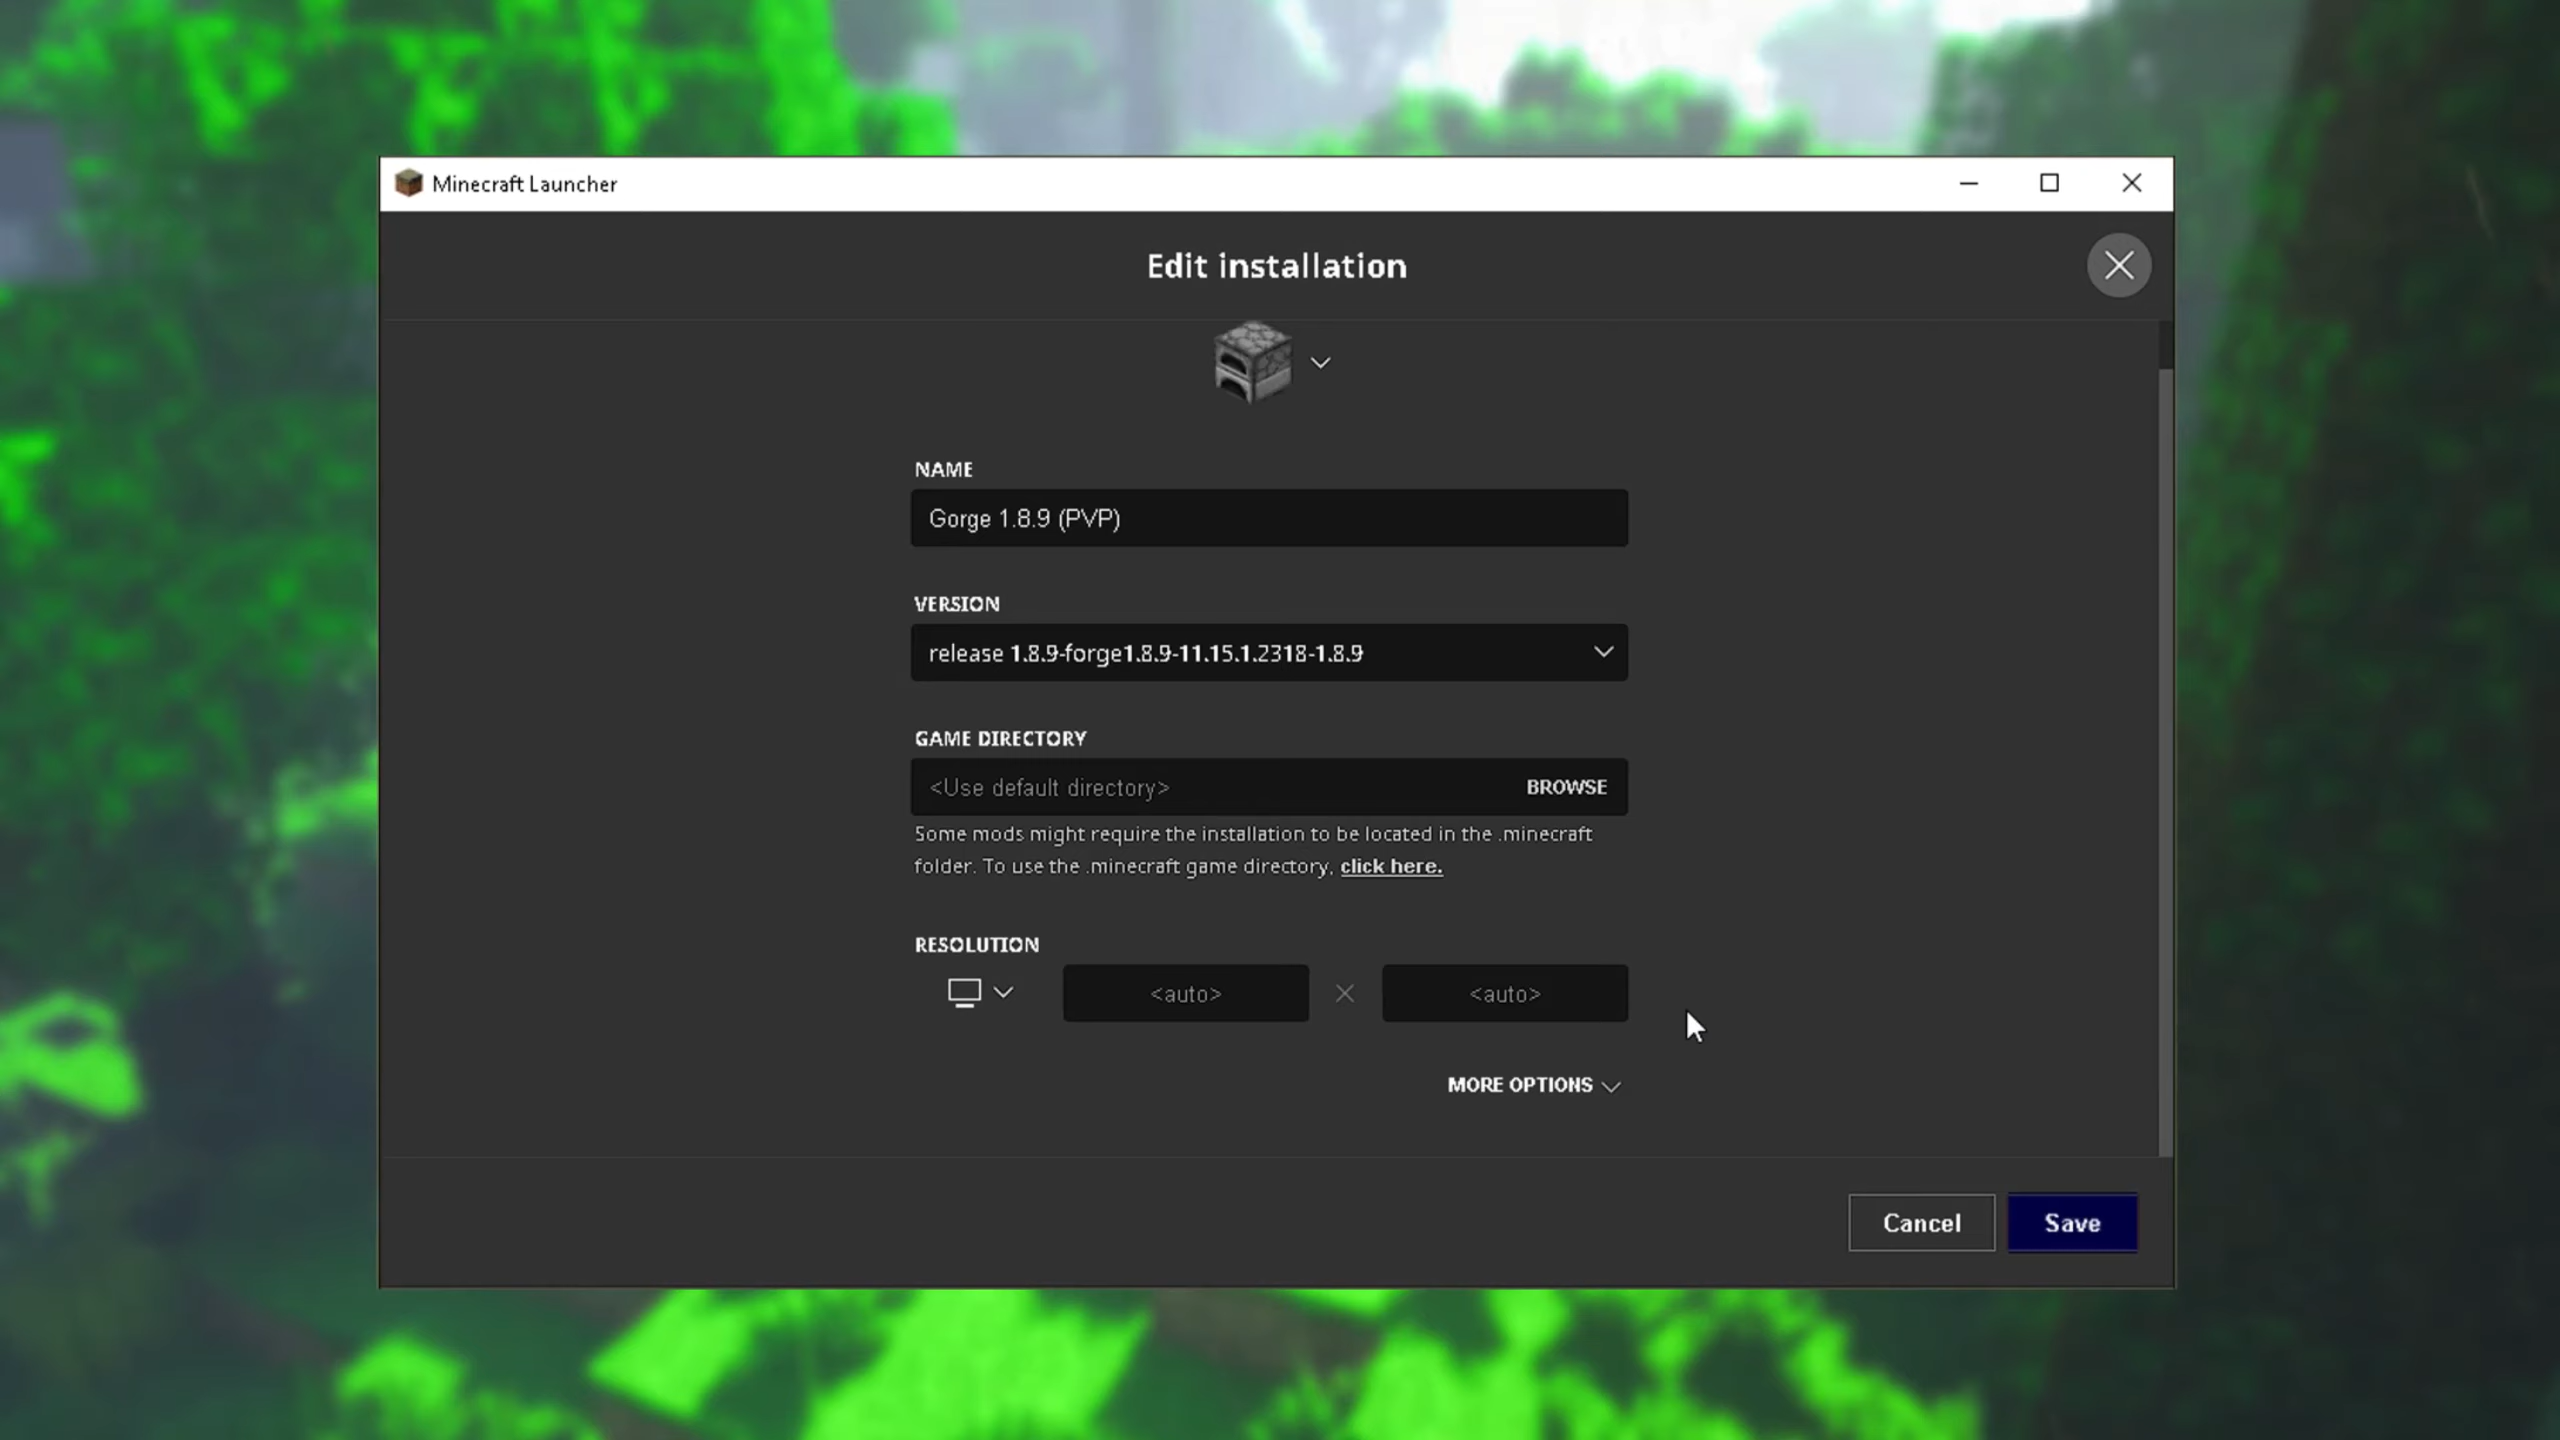 Minecraft Launcher
Edit installation
NAME
Gorge 1.8.9 (PVP)
VERSION
release 1.8.9-forge1.8.9-11.15.1.2318-1.8.9
GAME DIRECTORY
<Use default directory> BROWSE
Some mods might require the installation to be located in the .minecraft
folder. To use the .minecraft game directory, click here.
RESOLUTION
<auto> <auto>
MORE OPTIONS
Cancel Save